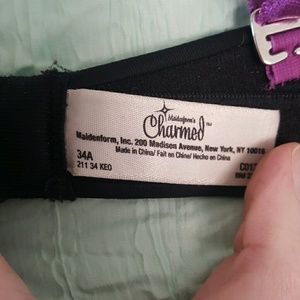 Maidenform's
Charmed™
Maidenform, Inc. 200 Madison Avenue, New York, NY 10016
Made in China/ Fait en Chine/ Hecho en China
34A
211 34 KEO